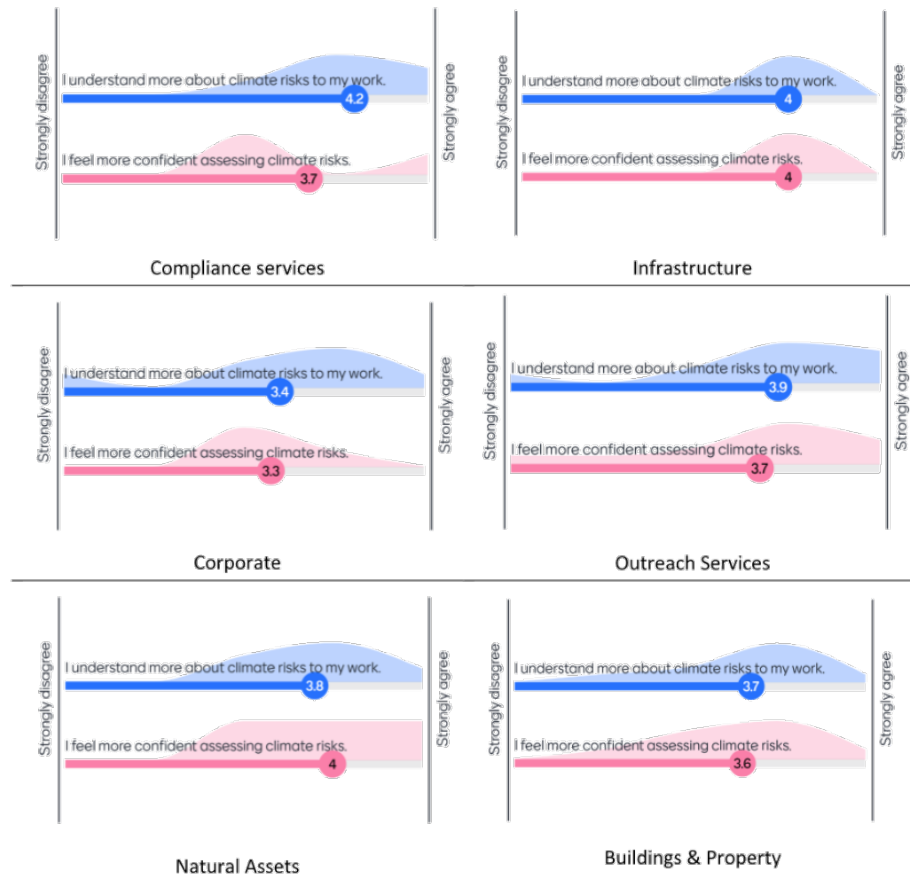 Strongly disagree
I understand more about climate risks to my work.
4.2
I feel more confident assessing climate risks.
3.7
Strongly agree
Compliance services
I understand more about climate risks to my work.
4
I feel more confident assessing climate risks.
4
Strongly disagree
Strongly agree
Infrastructure
Strongly disagree
I understand more about climate risks to my work.
3.4
I feel more confident assessing climate risks.
3.3
Strongly agree
Corporate
Strongly disagree
I understand more about climate risks to my work.
3.9
I feel more confident assessing climate risks.
3.7
Strongly agree
Outreach Services
Strongly disagree
I understand more about climate risks to my work.
3.8
I feel more confident assessing climate risks.
4
Strongly agree
Natural Assets
Strongly disagree
I understand more about climate risks to my work.
3.7
I feel more confident assessing climate risks.
3.6
Strongly agree
Buildings & Property